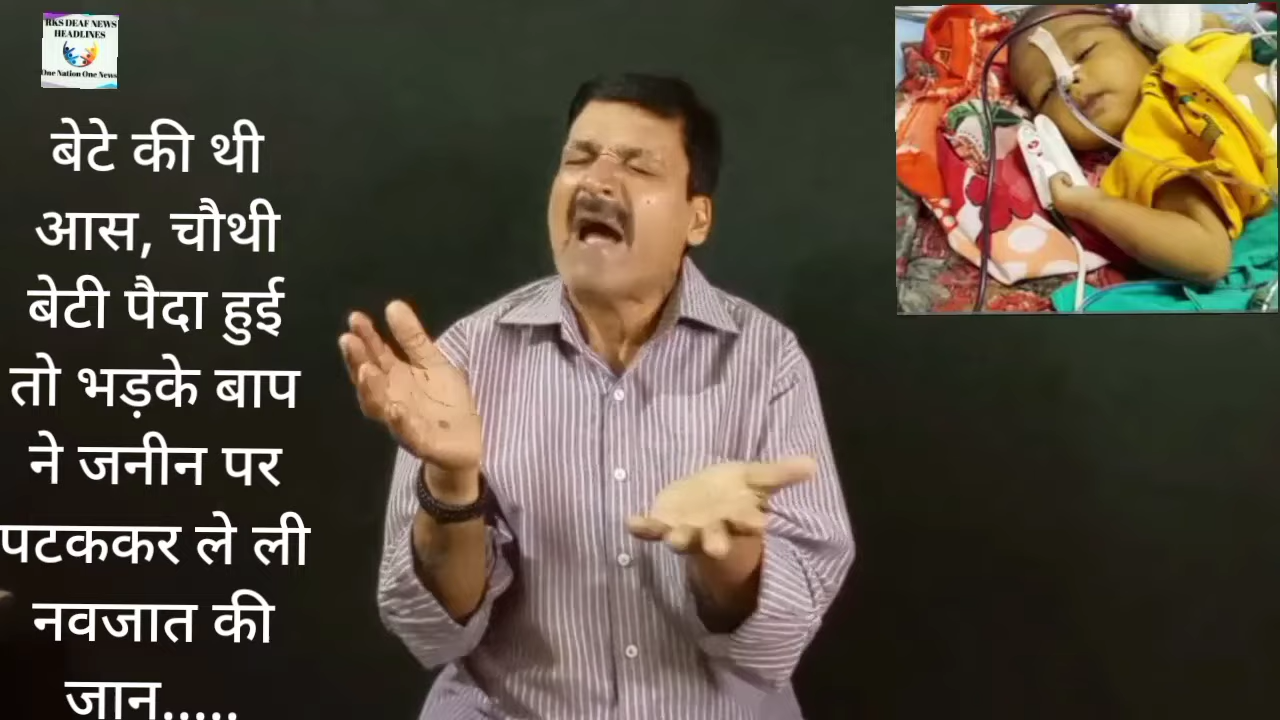 RKS DEAF NEWS
HEADLINES
One Nation One News
बेटे की थी
आस, चौथी
बेटी पैदा हुई
तो भड़के बाप
ने जनीन पर
पटककर ले ली
नवजात की
जान.....